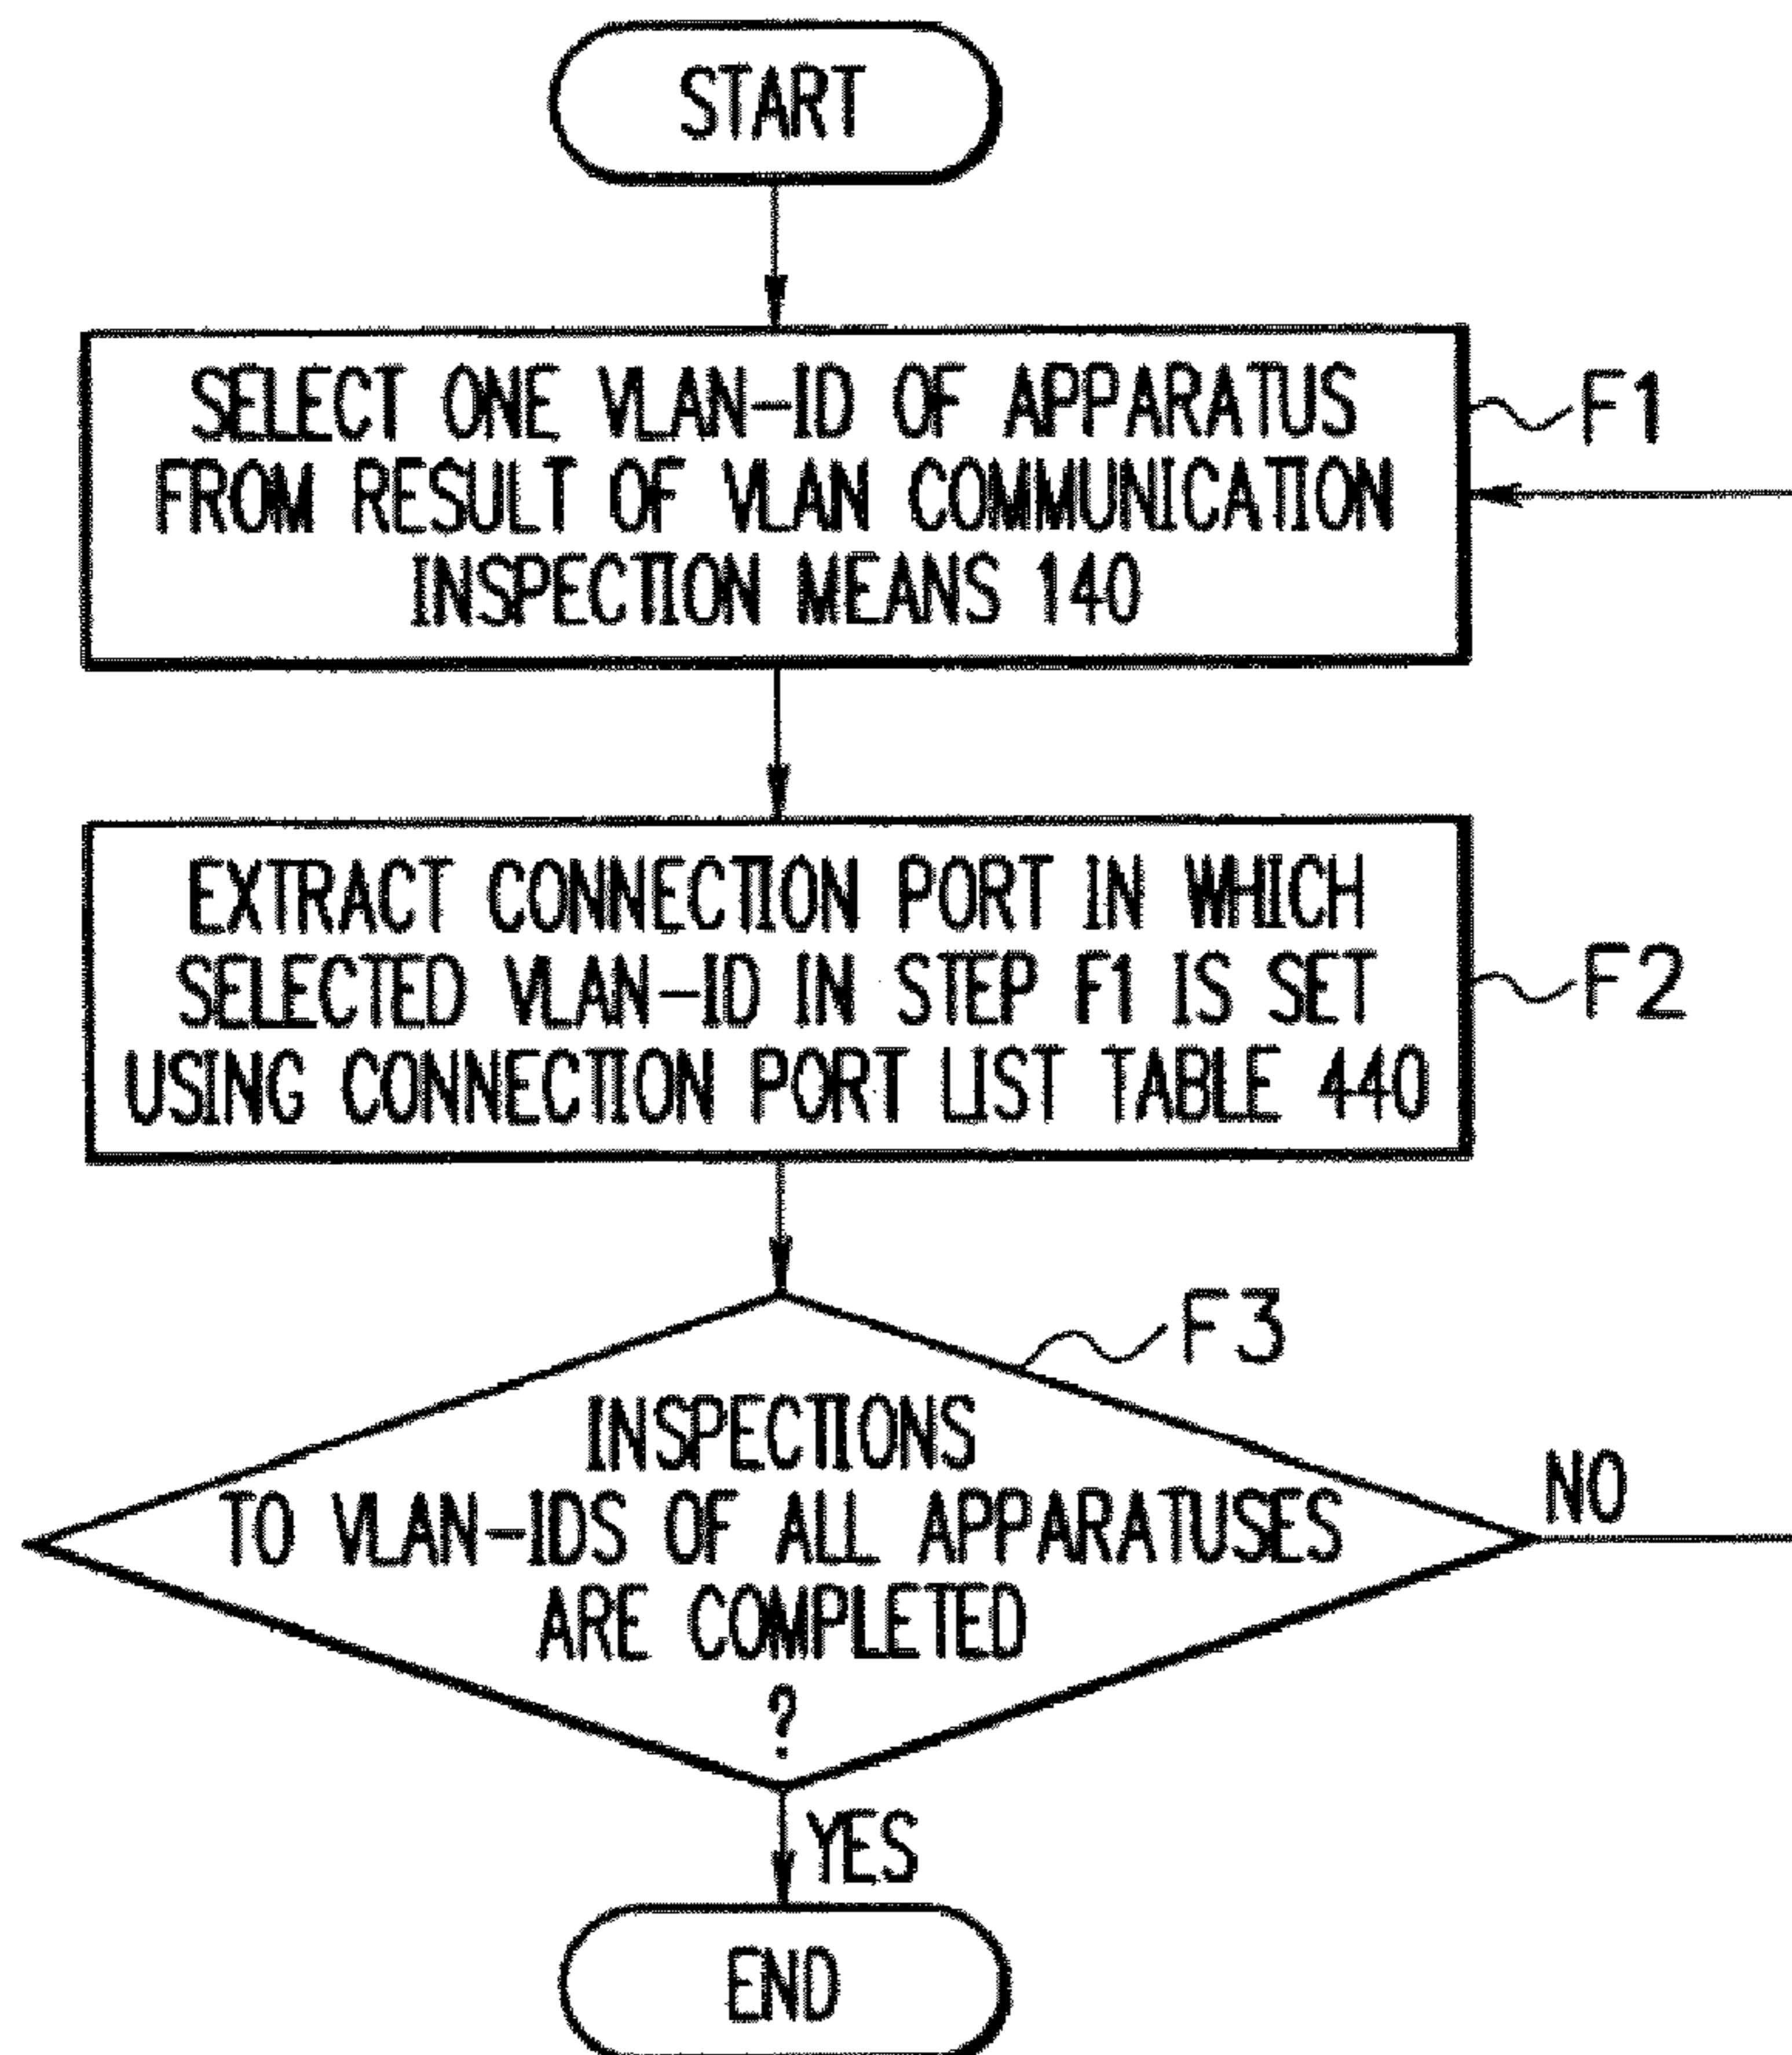 START
SELECT ONE VLAN-ID OF APPARATUS
FROM RESULT OF VLAN COMMUNICATION
INSPECTION MEANS 140
F1
EXTRACT CONNECTION PORT IN WHICH
SELECTED VLAN-ID IN STEP F1 IS SET
USING CONNECTION PORT LIST TABLE 440
F2
F3
INSPECTIONS
TO VLAN-IDS OF ALL APPARATUSES
ARE COMPLETED
?
NO
YES
END